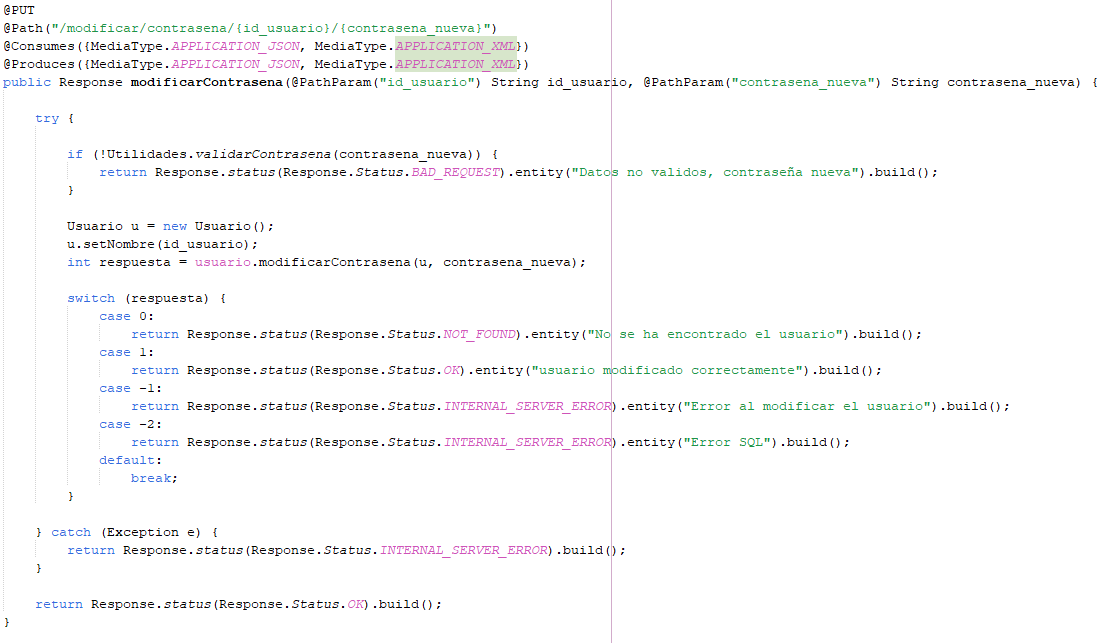 @PUT
@Path("/modificar/contrasena/{id_usuario}/{contrasena_nueva}")
@Consumes({MediaType.APPLICATION_JSON, MediaType.APPLICATION_XML})
@Produces({MediaType.APPLICATION_JSON, MediaType.APPLICATION_XML})
public Response modificarContrasena(@PathParam("id_usuario") String id_usuario, @PathParam("contrasena_nueva") String contrasena_nueva) {
try {
if (!Utilidades.validarContrasena(contrasena_nueva)) {
return Response.status(Response.Status.BAD_REQUEST).entity("Datos no validos, contraseña nueva").build();
}
Usuario u = new Usuario();
u.setNombre(id_usuario);
int respuesta = usuario.modificarContrasena(u, contrasena_nueva);
switch (respuesta) {
case 0:
return Response.status(Response.Status.NOT_FOUND).entity("No se ha encontrado el usuario").build();
case 1:
return Response.status(Response.Status.OK).entity("usuario modificado correctamente").build();
case -1:
return Response.status(Response.Status.INTERNAL_SERVER_ERROR).entity("Error al modificar el usuario").build();
case -2:
return Response.status(Response.Status.INTERNAL_SERVER_ERROR).entity("Error SQL").build();
default:
break;
}
} catch (Exception e) {
return Response.status(Response.Status.INTERNAL_SERVER_ERROR).build();
}
return Response.status(Response.Status.OK).build();
}